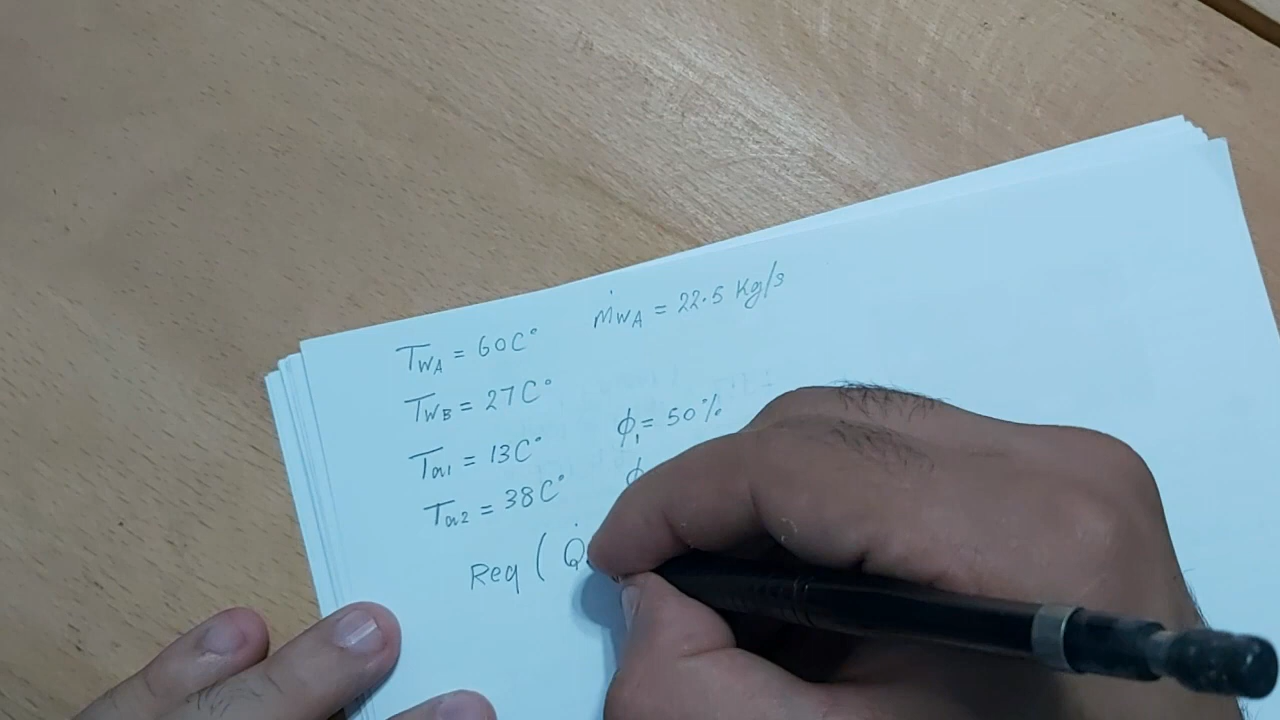 T_WA = 60C° ṁ_WA = 22.5 Kg/s
T_WB = 27C°
T_a1 = 13C° ϕ_1 = 50%
T_a2 = 38C° ϕ
Req ( Q̇